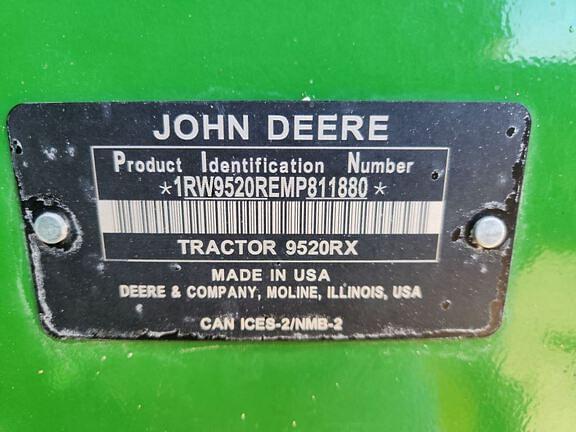 JOHN DEERE
Product Identification Number
*1RW9520REMP811880*
TRACTOR 9520RX
MADE IN USA
DEERE & COMPANY, MOLINE, ILLINOIS, USA
CAN ICES-2/NMB-2